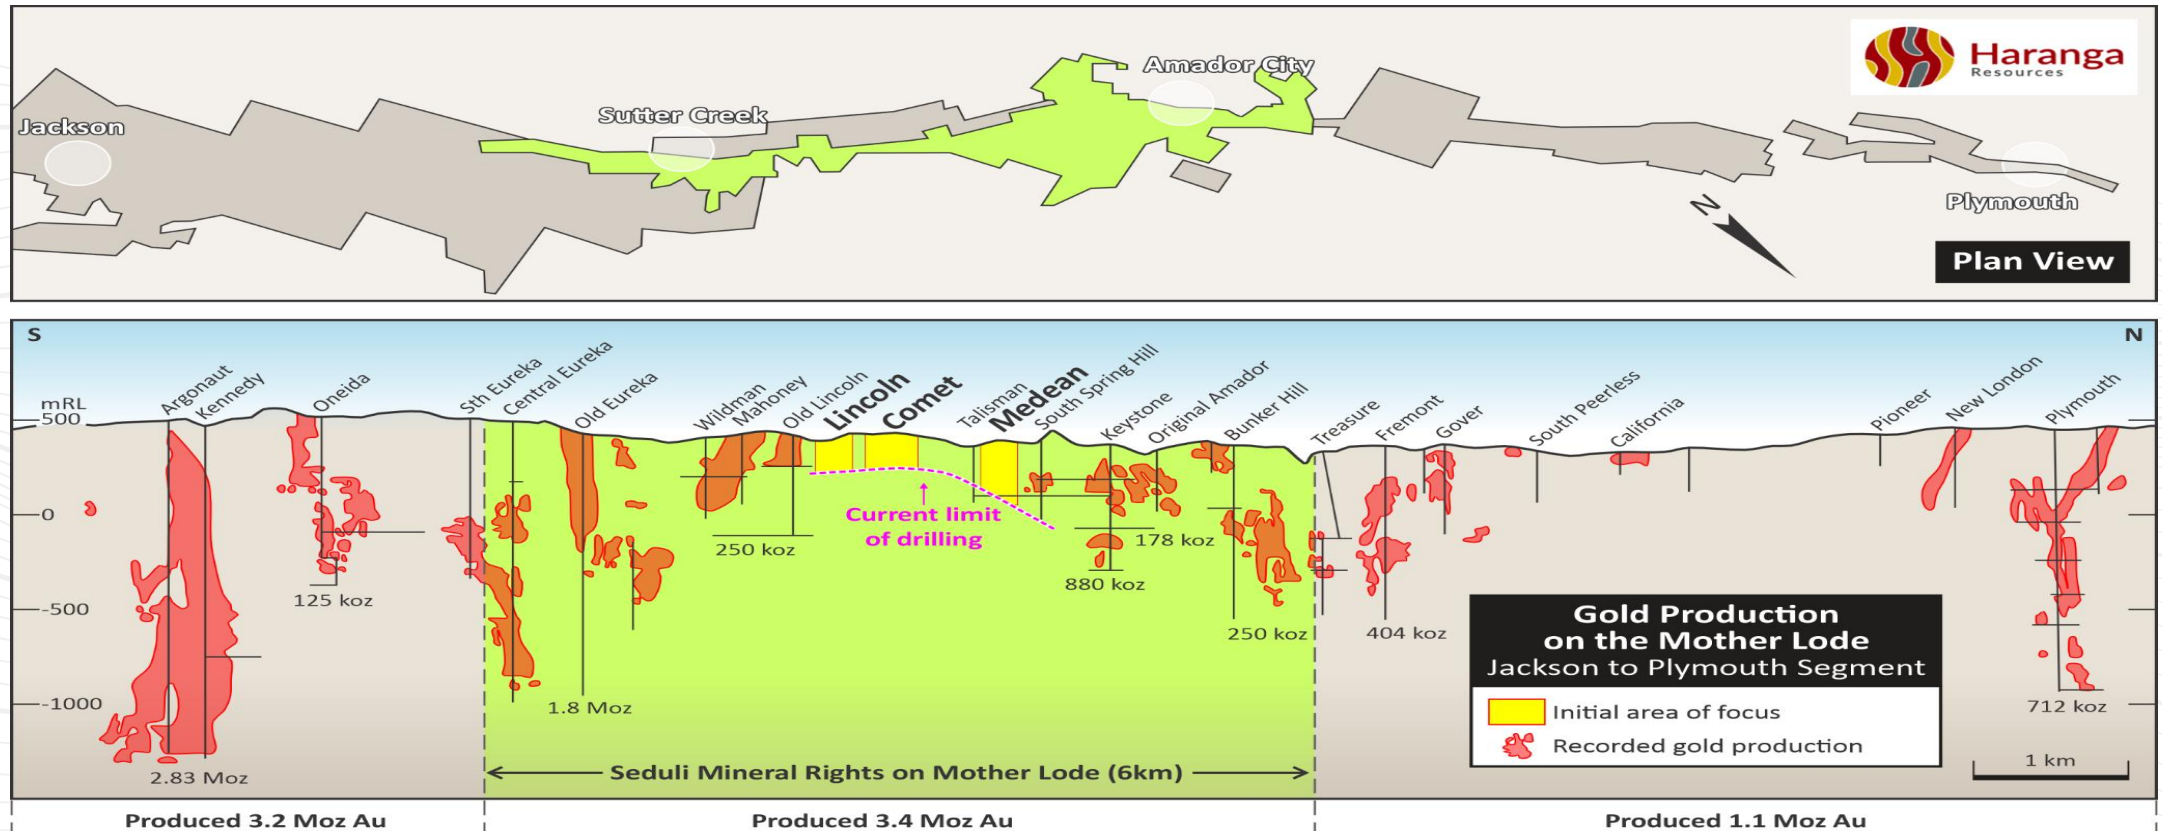 Haranga
Resources
Jackson
Sutter Creek
Amador City
Plymouth
N
Plan View
S
N
Argonaut
Kennedy
Oneida
Sth Eureka
Central Eureka
Old Eureka
Wildman
Mahoney
Old Lincoln
Lincoln
Comet
Talisman
Medean
South Spring Hill
Keystone
Original Amador
Bunker Hill
Treasure
Fremont
Gover
South Peerless
California
Pioneer
New London
Plymouth
mRL
500
0
-500
-1000
Current limit
of drilling
2.83 Moz
125 koz
1.8 Moz
250 koz
880 koz
178 koz
250 koz
404 koz
712 koz
Gold Production
on the Mother Lode
Jackson to Plymouth Segment
Initial area of focus
Recorded gold production
1 km
Seduli Mineral Rights on Mother Lode (6km)
Produced 3.2 Moz Au
Produced 3.4 Moz Au
Produced 1.1 Moz Au